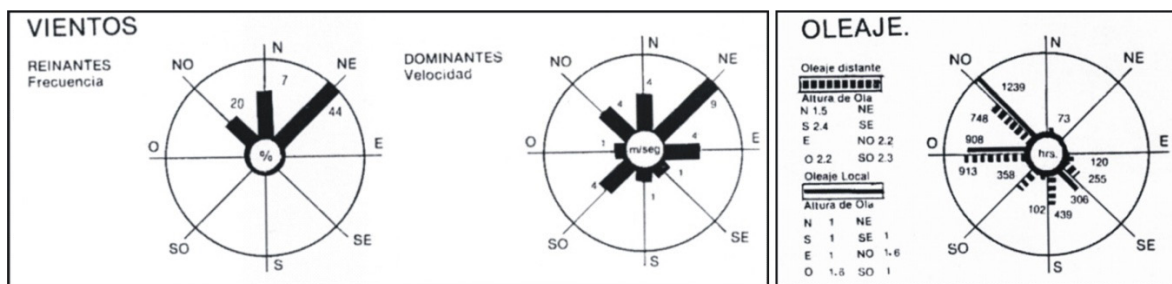 VIENTOS
REINANTES
Frecuencia
N
NO
NE
7
20
44
O
%
E
SO
SE
S
DOMINANTES
Velocidad
N
NO
NE
4
4
9
O
1
m/seg
4
E
4
1
1
SO
SE
S
OLEAJE.
Oleaje distante
Altura de Ola
N 1.5 NE
S 2.4 SE
E NO 2.2
O 2.2 SO 2.3
Oleaje Local
Altura de Ola
N 1 NE
S 1 SE 1
E 1 NO 1.6
O 1.6 SO 1
N
NO
NE
1239
748
73
908
O
hrs.
E
913
358
120
255
306
102
439
SO
SE
S